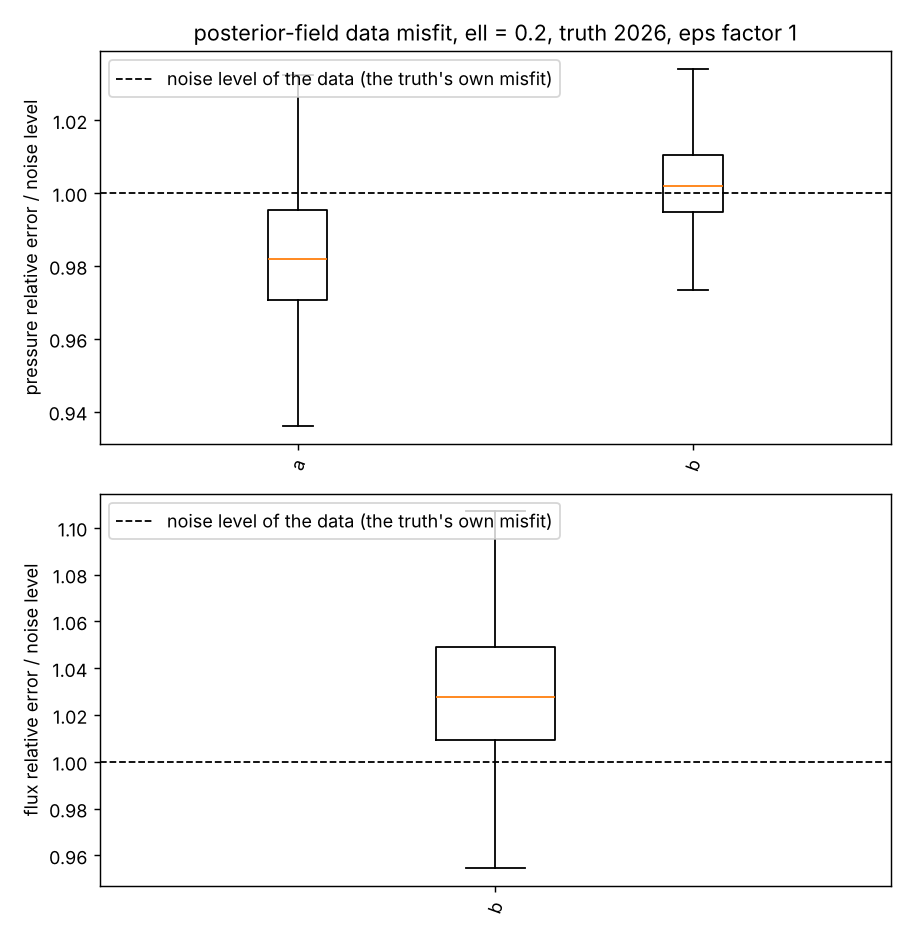 posterior-field data misfit, ell = 0.2, truth 2026, eps factor 1
noise level of the data (the truth's own misfit)
pressure relative error / noise level
1.02
1.00
0.98
0.96
0.94
a
b
noise level of the data (the truth's own misfit)
flux relative error / noise level
1.10
1.08
1.06
1.04
1.02
1.00
0.98
0.96
b